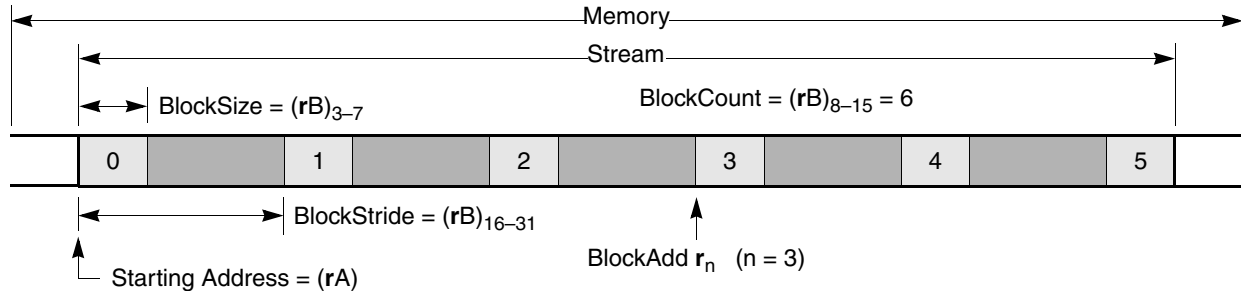 Memory
Stream
BlockSize = (rB)3–7
BlockCount = (rB)8–15 = 6
0 1 2 3 4 5
BlockStride = (rB)16–31
BlockAdd rn (n = 3)
Starting Address = (rA)